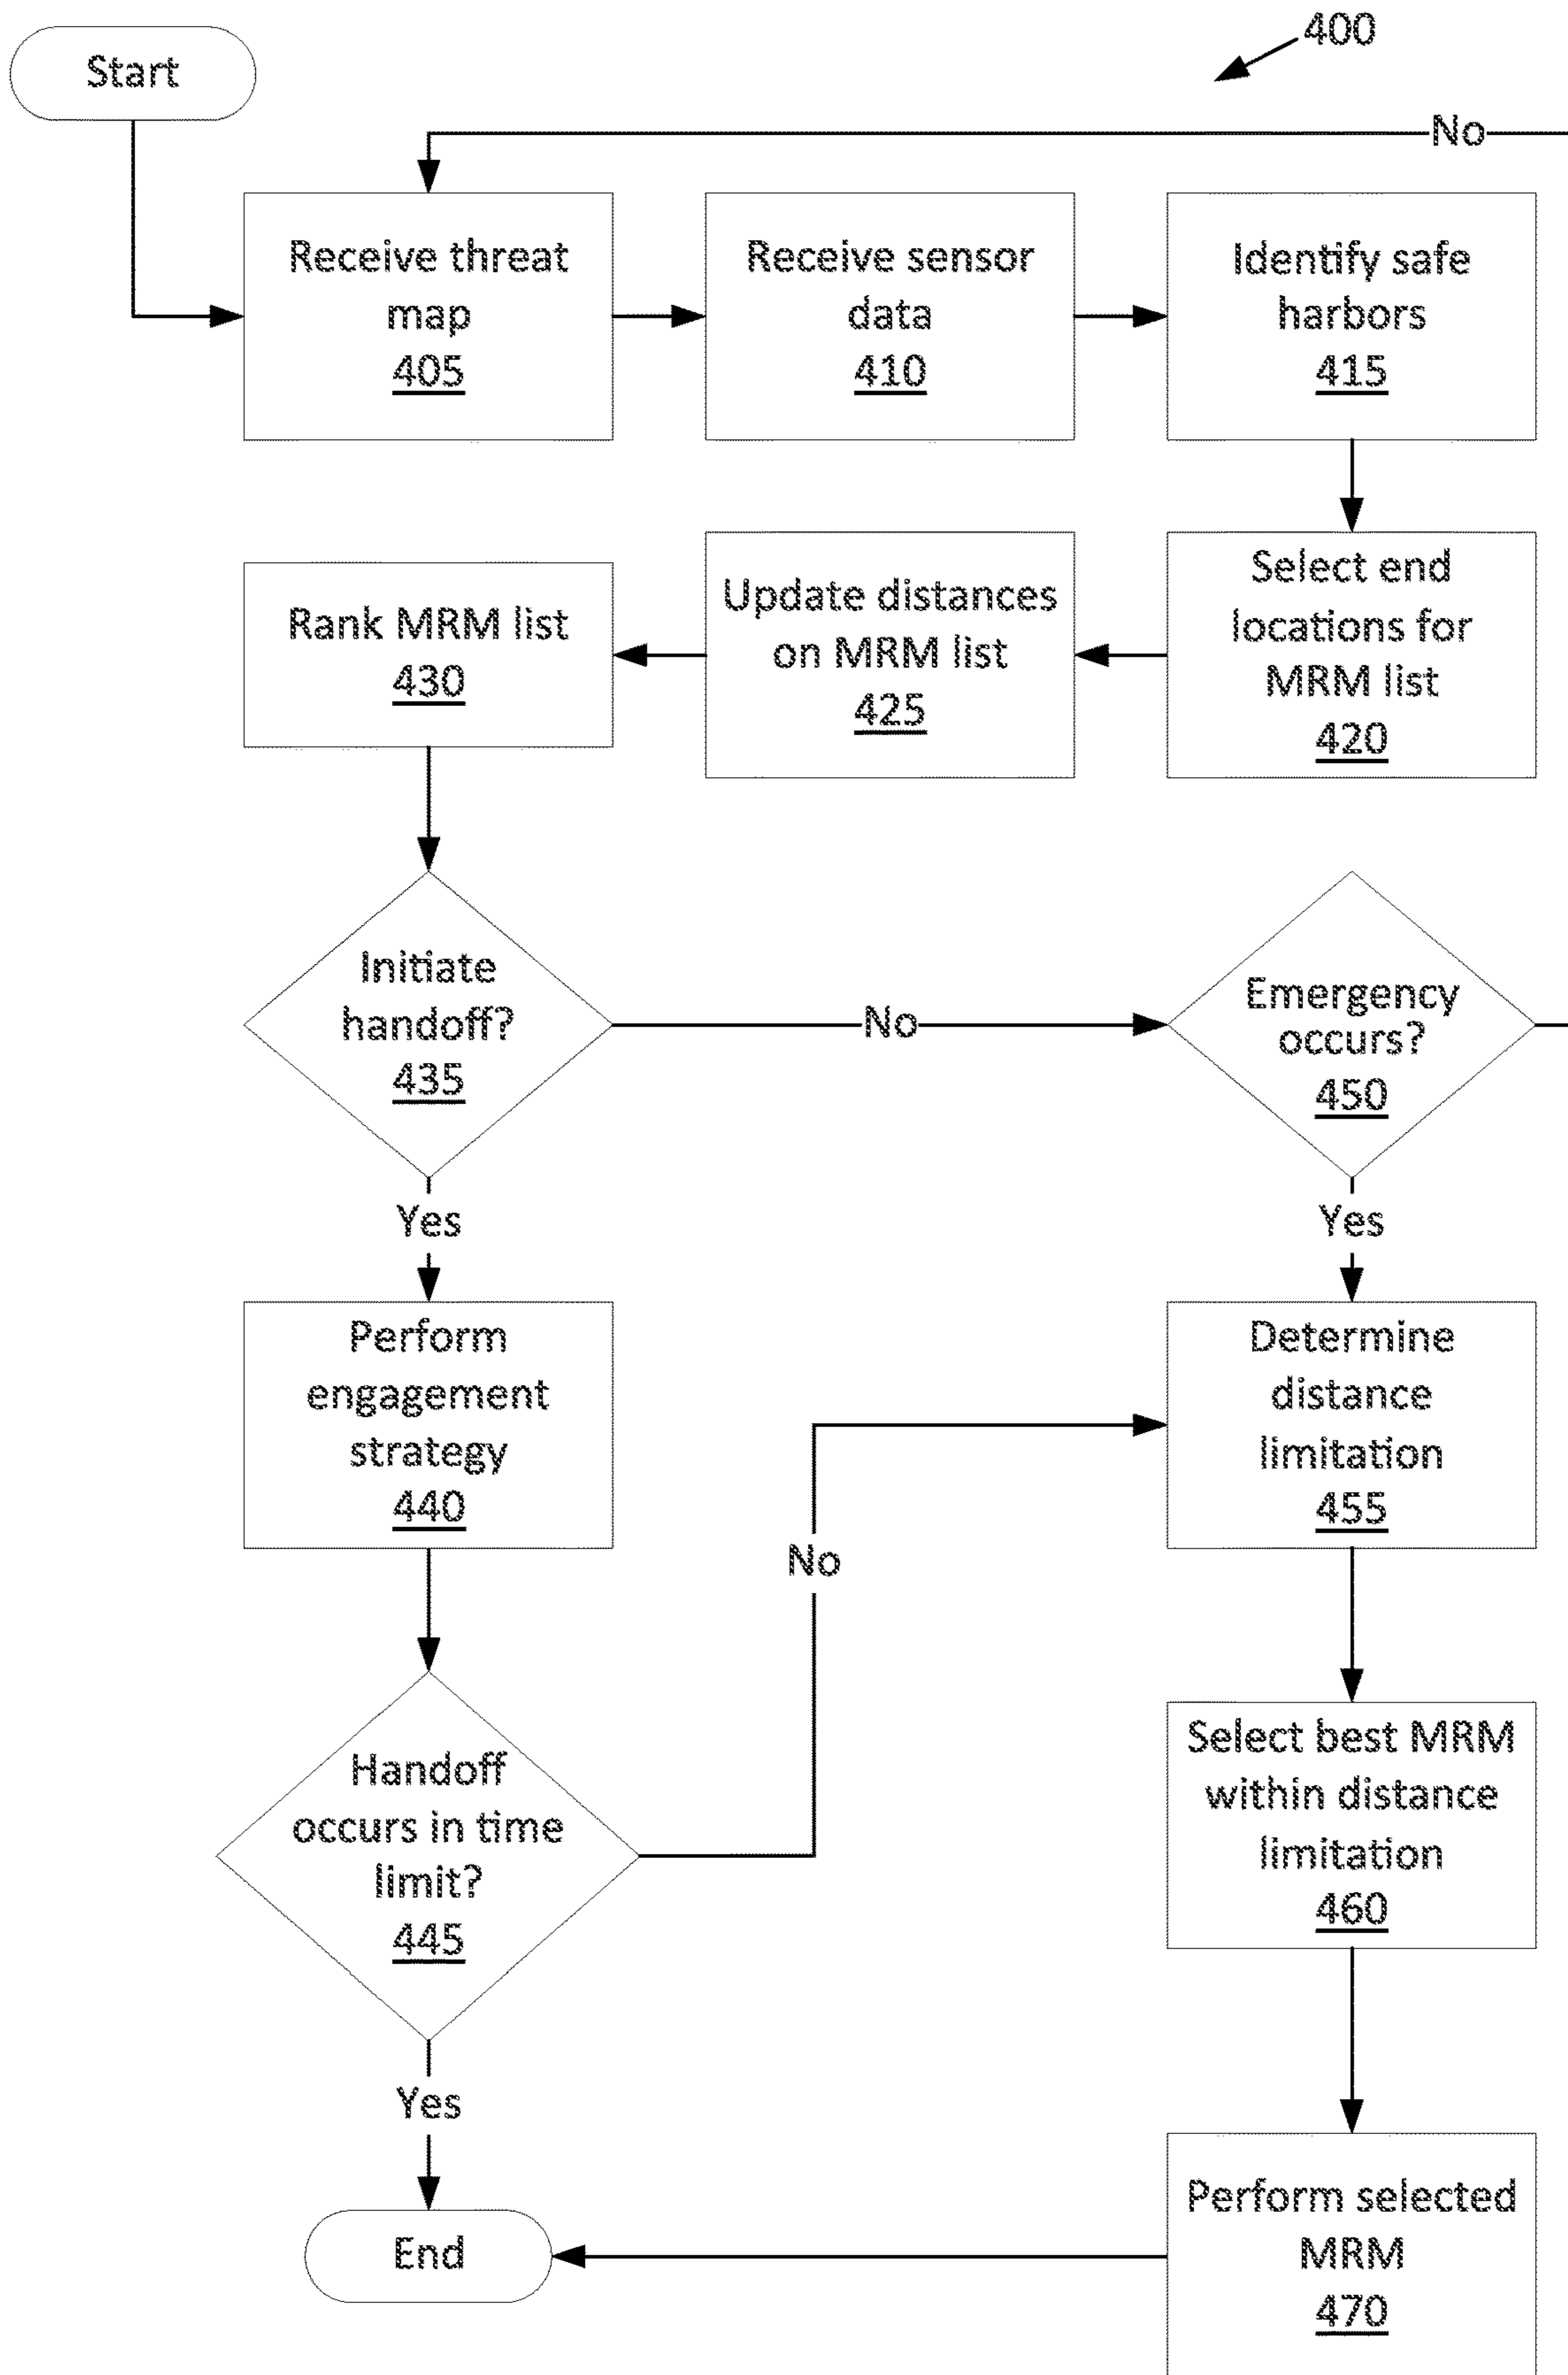 400
Start
No
Receive threat
map
405
Receive sensor
data
410
Identify safe
harbors
415
Select end
locations for
MRM list
420
Update distances
on MRM list
425
Rank MRM list
430
Initiate
handoff?
435
No
Emergency
occurs?
450
Yes
Yes
Perform
engagement
strategy
440
Determine
distance
limitation
455
No
Handoff
occurs in time
limit?
445
Select best MRM
within distance
limitation
460
Yes
End
Perform selected
MRM
470